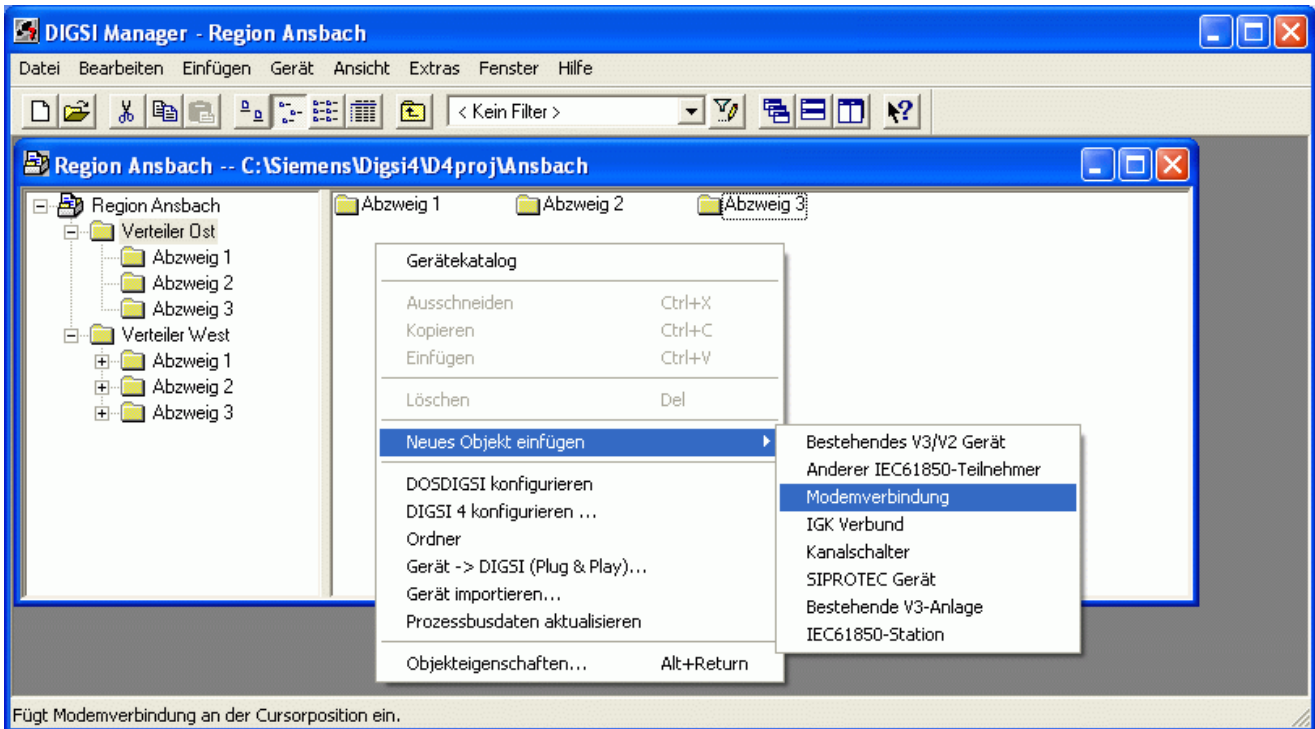 DIGSI Manager - Region Ansbach
Datei Bearbeiten Einfügen Gerät Ansicht Extras Fenster Hilfe
< Kein Filter >
Region Ansbach -- C:\Siemens\Digsi4\D4proj\Ansbach
Region Ansbach
Verteiler Ost
Abzweig 1
Abzweig 2
Abzweig 3
Verteiler West
Abzweig 1
Abzweig 2
Abzweig 3
Abzweig 1 Abzweig 2 Abzweig 3
Gerätekatalog
Ausschneiden Ctrl+X
Kopieren Ctrl+C
Einfügen Ctrl+V
Löschen Del
Neues Objekt einfügen
DOSDIGSI konfigurieren
DIGSI 4 konfigurieren ...
Ordner
Gerät -> DIGSI (Plug & Play)...
Gerät importieren...
Prozessbusdaten aktualisieren
Objekteigenschaften... Alt+Return
Bestehendes V3/V2 Gerät
Anderer IEC61850-Teilnehmer
Modemverbindung
IGK Verbund
Kanalschalter
SIPROTEC Gerät
Bestehende V3-Anlage
IEC61850-Station
Fügt Modemverbindung an der Cursorposition ein.